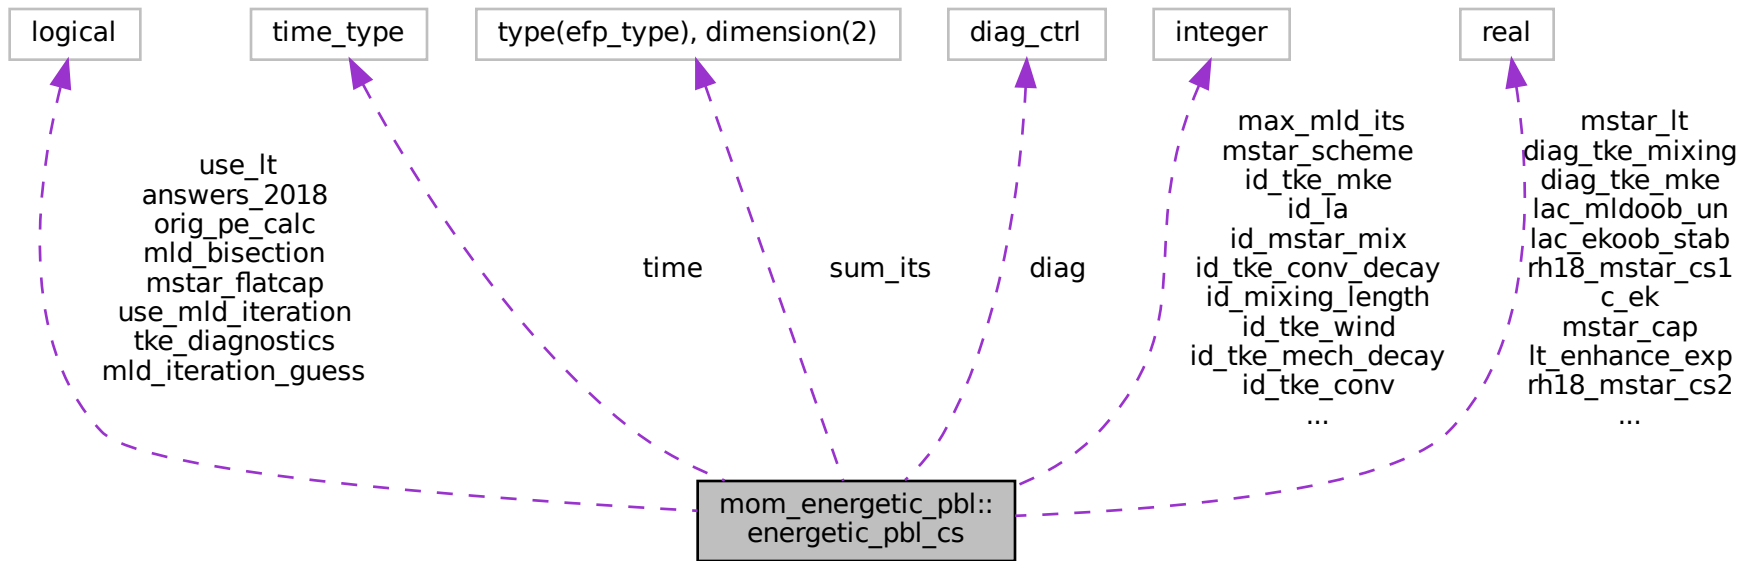 logical
time_type
type(efp_type), dimension(2)
diag_ctrl
integer
real
use_lt
answers_2018
orig_pe_calc
mld_bisection
mstar_flatcap
use_mld_iteration
tke_diagnostics
mld_iteration_guess
time
sum_its
diag
max_mld_its
mstar_scheme
id_tke_mke
id_la
id_mstar_mix
id_tke_conv_decay
id_mixing_length
id_tke_wind
id_tke_mech_decay
id_tke_conv
...
mstar_lt
diag_tke_mixing
diag_tke_mke
lac_mldoob_un
lac_ekoob_stab
rh18_mstar_cs1
c_ek
mstar_cap
lt_enhance_exp
rh18_mstar_cs2
...
mom_energetic_pbl::
energetic_pbl_cs